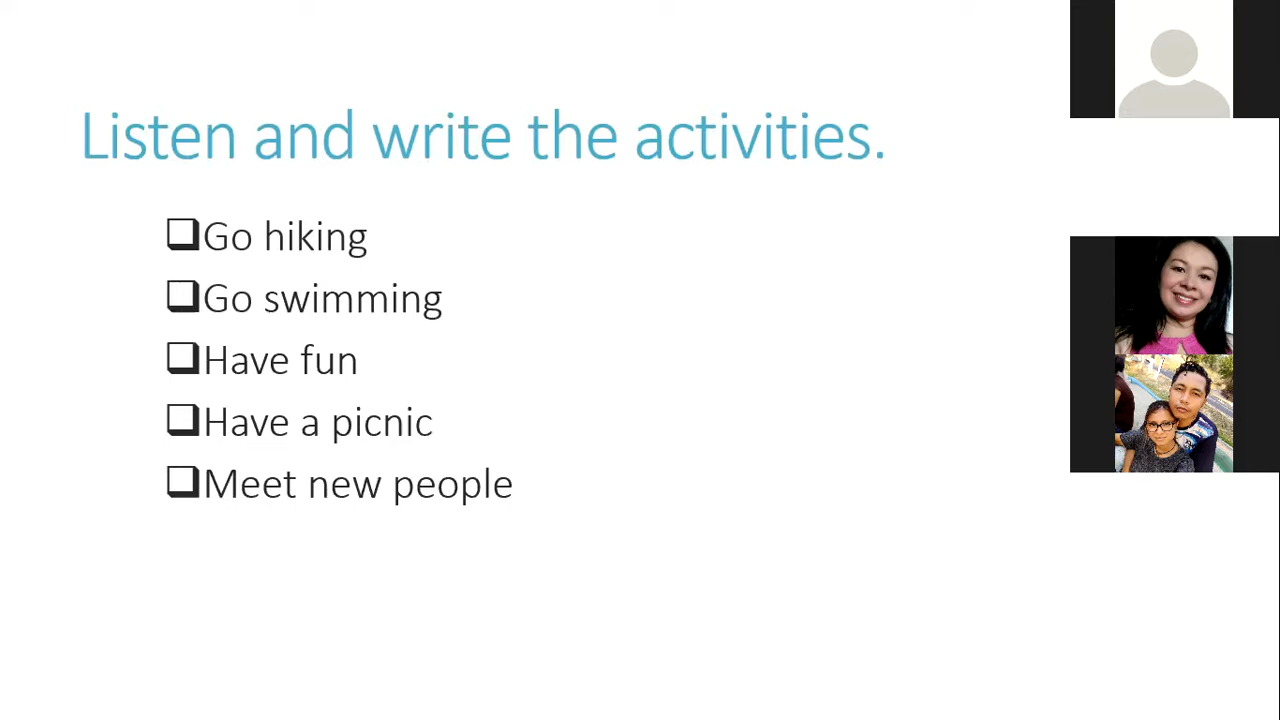 Listen and write the activities.
Go hiking
Go swimming
Have fun
Have a picnic
Meet new people